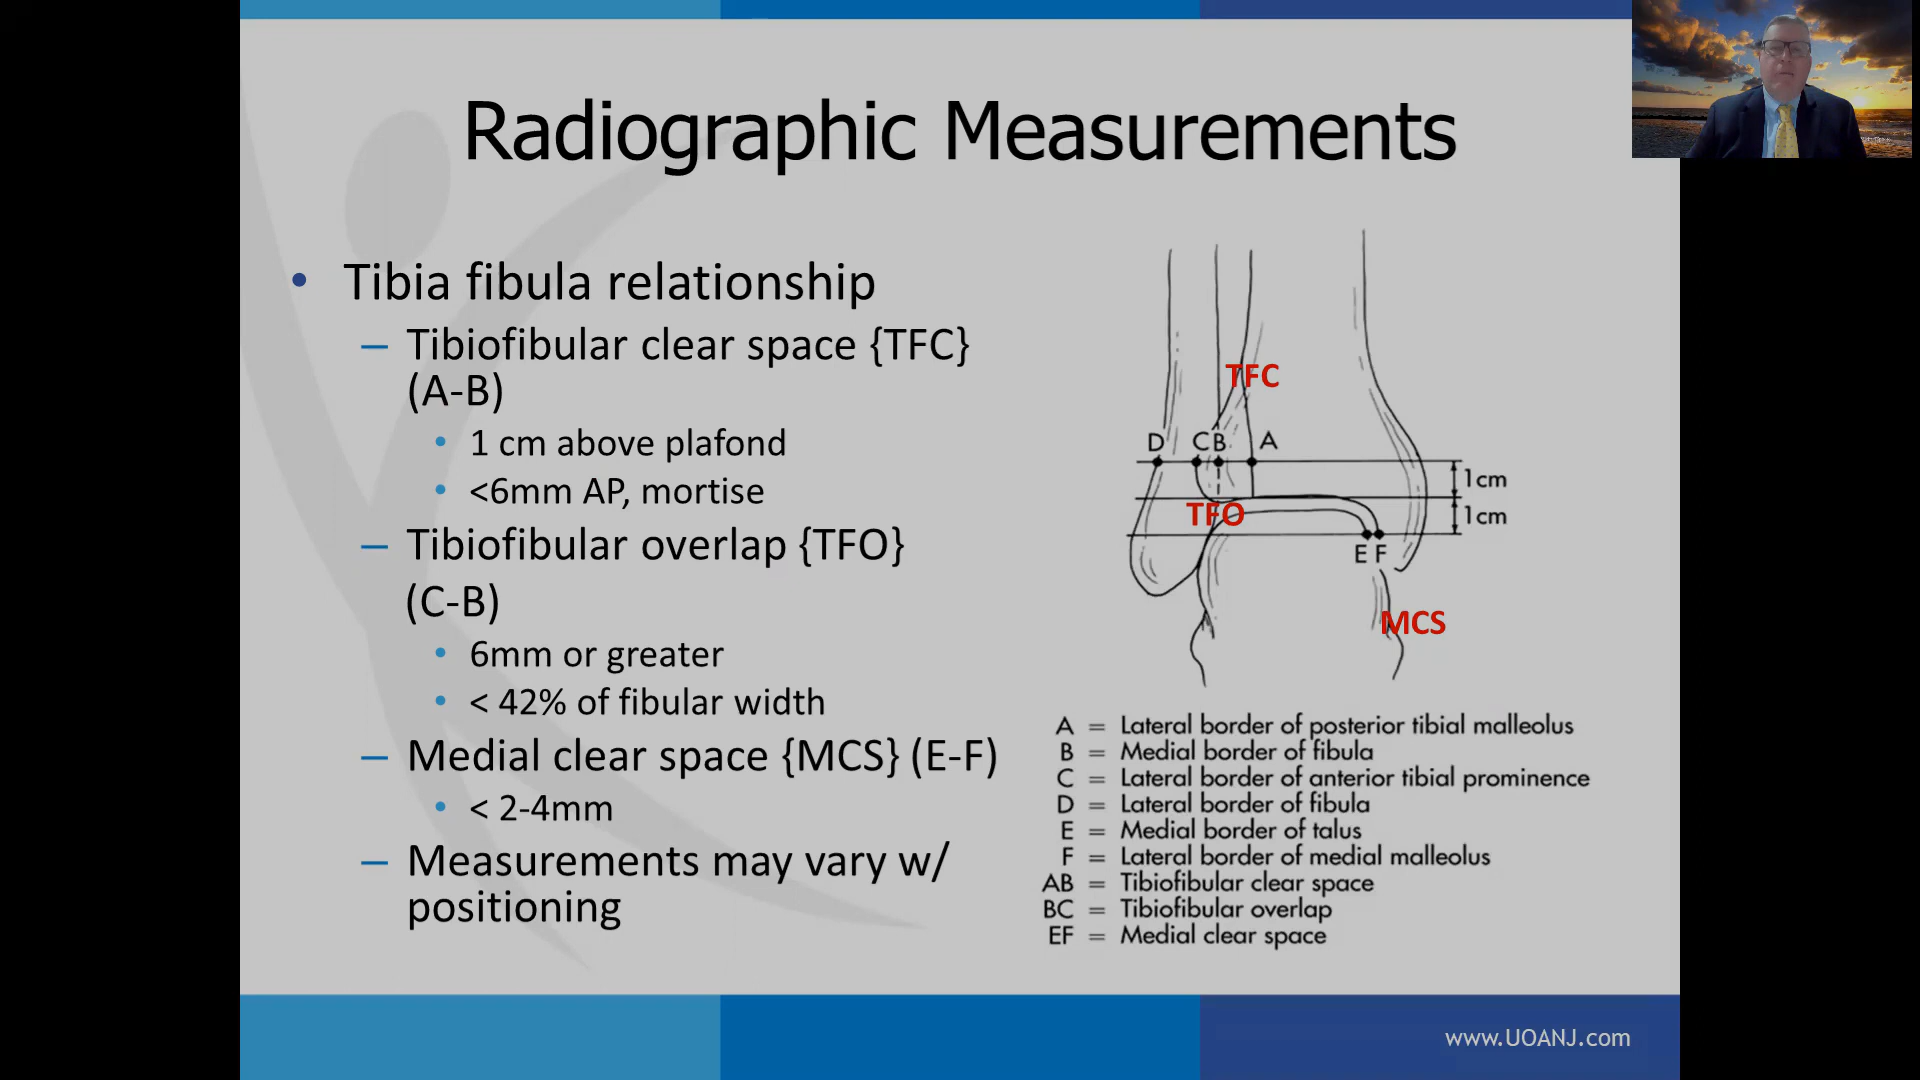 Radiographic Measurements
• Tibia fibula relationship
– Tibiofibular clear space {TFC}
(A-B)
• 1 cm above plafond
• <6mm AP, mortise
– Tibiofibular overlap {TFO}
(C-B)
• 6mm or greater
• < 42% of fibular width
– Medial clear space {MCS} (E-F)
• < 2-4mm
– Measurements may vary w/
positioning
TFC
D C B A
1cm
TFO
1cm
E F
MCS
A = Lateral border of posterior tibial malleolus
B = Medial border of fibula
C = Lateral border of anterior tibial prominence
D = Lateral border of fibula
E = Medial border of talus
F = Lateral border of medial malleolus
AB = Tibiofibular clear space
BC = Tibiofibular overlap
EF = Medial clear space
www.UOANJ.com